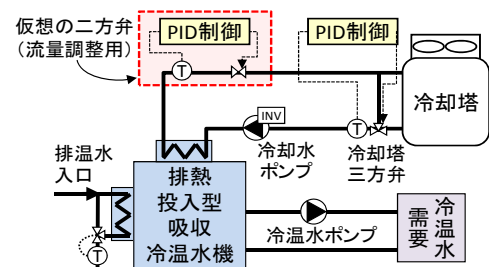 仮想の二方弁
（流量調整用）
PID制御
PID制御
T
冷却塔
INV
T
冷却水
ポンプ
冷却塔
三方弁
排温水
入口
排熱
投入型
吸収
冷温水機
T
冷温水ポンプ
冷温水
需要